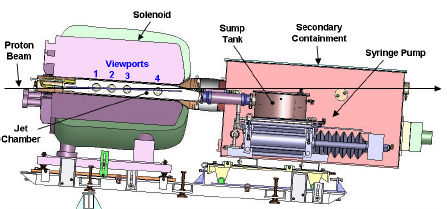 Solenoid
Proton
Beam
Viewports
1 2 3 4
Jet
Chamber
Sump
Tank
Secondary
Containment
Syringe Pump